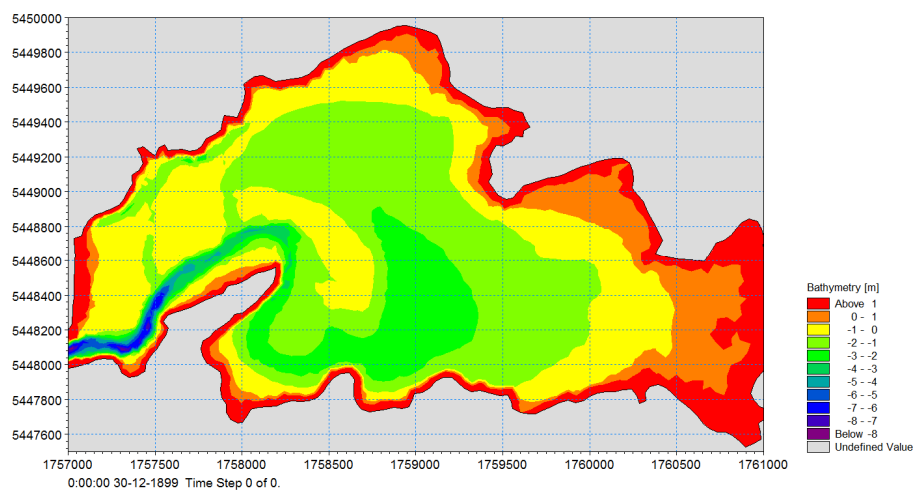 5450000
5449800
5449600
5449400
5449200
5449000
5448800
5448600
5448400
5448200
5448000
5447800
5447600
1757000 1757500 1758000 1758500 1759000 1759500 1760000 1760500 1761000
0:00:00 30-12-1899 Time Step 0 of 0.
Bathymetry [m]
Above 1
0 - 1
-1 - 0
-2 - -1
-3 - -2
-4 - -3
-5 - -4
-6 - -5
-7 - -6
-8 - -7
Below -8
Undefined Value